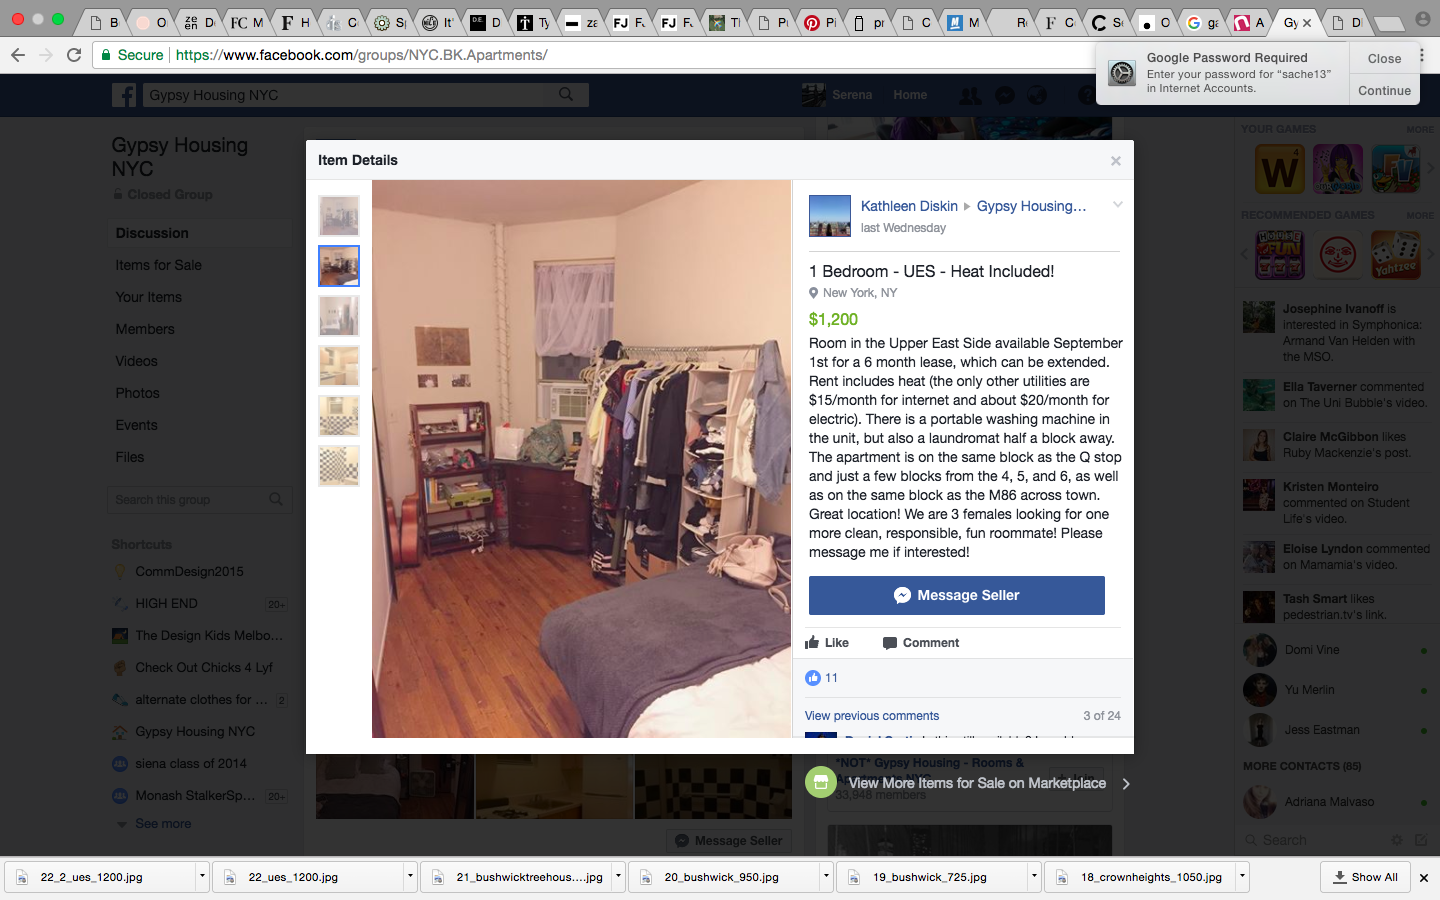 Secure
https://www.facebook.com/groups/NYC.BK.Apartments/
Google Password Required
Enter your password for “sache13”
in Internet Accounts.
Close
Continue
Gypsy Housing NYC
Serena
Home
Gypsy Housing
NYC
Closed Group
Discussion
Items for Sale
Your Items
Members
Videos
Photos
Events
Files
Search this group
Shortcuts
CommDesign2015
HIGH END 20+
The Design Kids Melbo...
Check Out Chicks 4 Lyf
alternate clothes for ... 2
Gypsy Housing NYC
siena class of 2014
Monash StalkerSp... 20+
See more
Item Details
Kathleen Diskin
Gypsy Housing...
last Wednesday
1 Bedroom - UES - Heat Included!
New York, NY
$1,200
Room in the Upper East Side available September
1st for a 6 month lease, which can be extended.
Rent includes heat (the only other utilities are
$15/month for internet and about $20/month for
electric). There is a portable washing machine in
the unit, but also a laundromat half a block away.
The apartment is on the same block as the Q stop
and just a few blocks from the 4, 5, and 6, as well
as on the same block as the M86 across town.
Great location! We are 3 females looking for one
more clean, responsible, fun roommate! Please
message me if interested!
Message Seller
Like
Comment
11
View previous comments
3 of 24
*NOT* Gypsy Housing - Rooms &
View More Items for Sale on Marketplace
members
Message Seller
YOUR GAMES
MORE
RECOMMENDED GAMES
MORE
Josephine Ivanoff is
interested in Symphonica:
Armand Van Helden with
the MSO.
Ella Taverner commented
on The Uni Bubble's video.
Claire McGibbon likes
Ruby Mackenzie's post.
Kristen Monteiro
commented on Student
Life's video.
Eloise Lyndon commented
on Mamamia's video.
Tash Smart likes
pedestrian.tv's link.
Domi Vine
Yu Merlin
Jess Eastman
MORE CONTACTS (85)
Adriana Malvaso
Search
22_2_ues_1200.jpg
22_ues_1200.jpg
21_bushwicktreehous....jpg
20_bushwick_950.jpg
19_bushwick_725.jpg
18_crownheights_1050.jpg
Show All